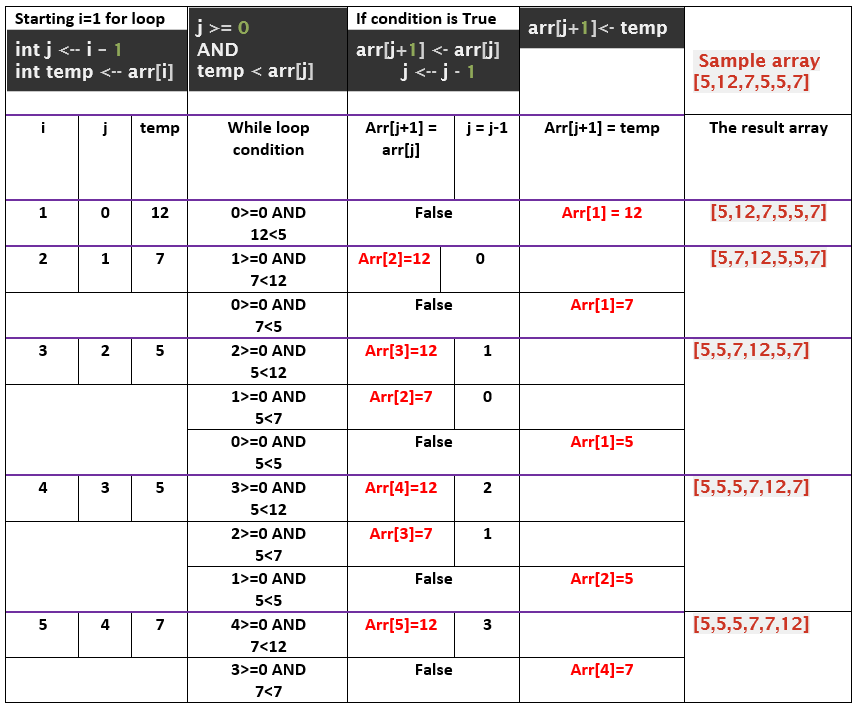 Starting i=1 for loop
int j <-- i - 1
int temp <-- arr[i]
j >= 0
AND
temp < arr[j]
If condition is True
arr[j+1] <- arr[j]
j <-- j - 1
arr[j+1]<- temp
Sample array
[5,12,7,5,5,7]
i j temp While loop condition Arr[j+1] = arr[j] j = j-1 Arr[j+1] = temp The result array
1 0 12 0>=0 AND False Arr[1] = 12 [5,12,7,5,5,7]
12<5
2 1 7 1>=0 AND Arr[2]=12 0 [5,7,12,5,5,7]
7<12
0>=0 AND False Arr[1]=7
7<5
3 2 5 2>=0 AND Arr[3]=12 1 [5,5,7,12,5,7]
5<12
1>=0 AND Arr[2]=7 0
5<7
0>=0 AND False Arr[1]=5
5<5
4 3 5 3>=0 AND Arr[4]=12 2 [5,5,5,7,12,7]
5<12
2>=0 AND Arr[3]=7 1
5<7
1>=0 AND False Arr[2]=5
5<5
5 4 7 4>=0 AND Arr[5]=12 3 [5,5,5,7,7,12]
7<12
3>=0 AND False Arr[4]=7
7<7